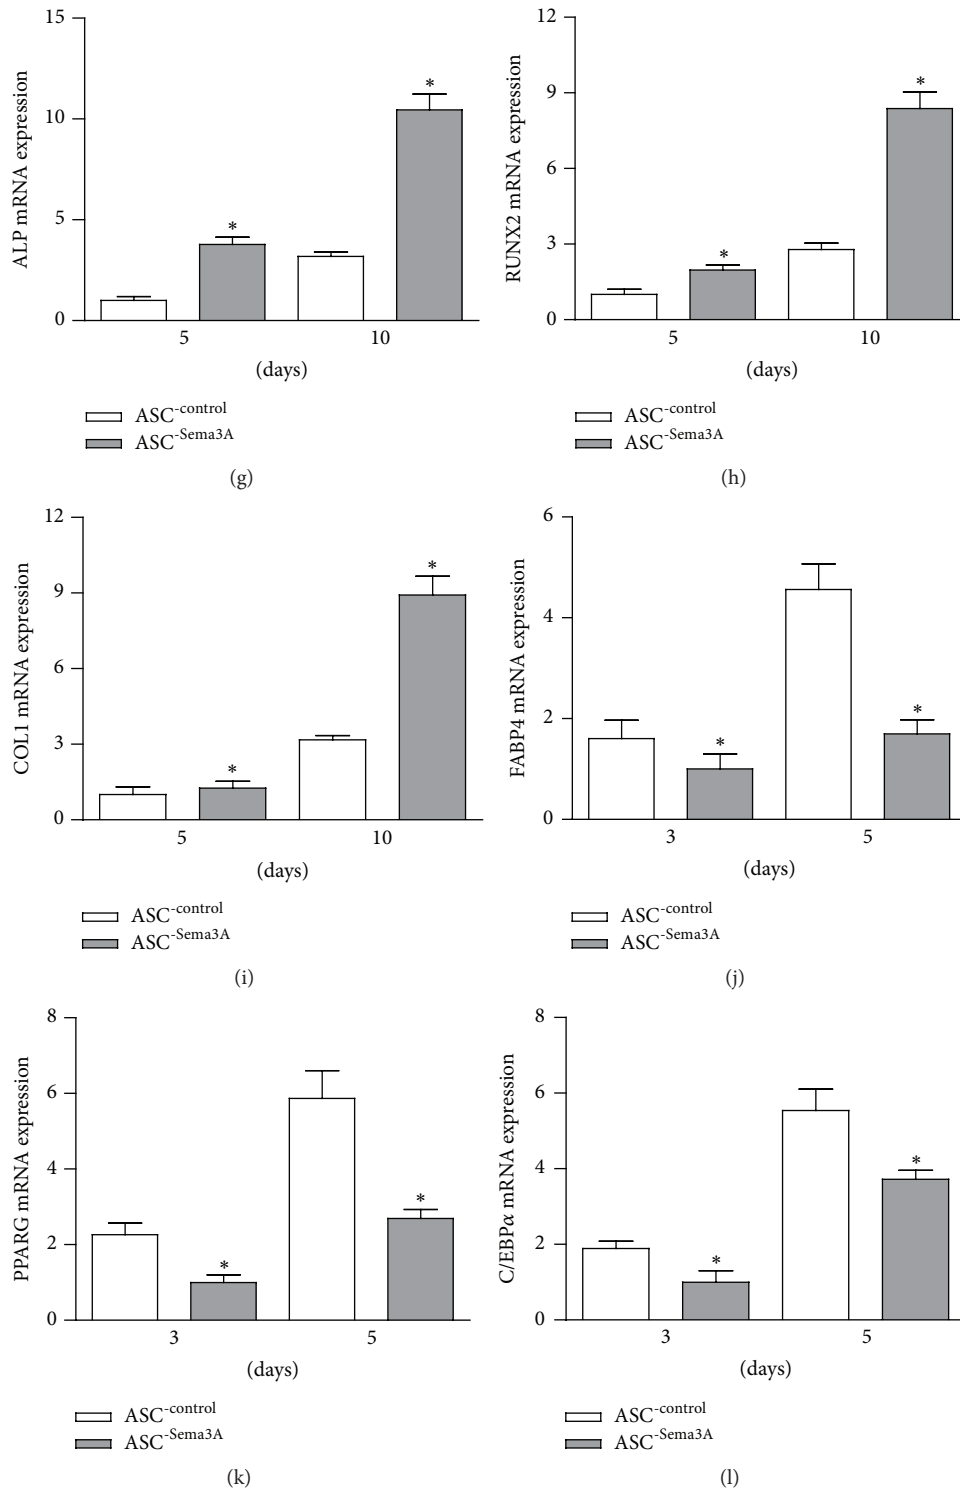 15
10
5
0
ALP mRNA expression
*
*
5
10
(days)
ASC-control
ASC-Sema3A
(g)
12
9
6
3
0
RUNX2 mRNA expression
*
*
5
10
(days)
ASC-control
ASC-Sema3A
(h)
12
9
6
3
0
COL1 mRNA expression
*
*
5
10
(days)
ASC-control
ASC-Sema3A
(i)
6
4
2
0
FABP4 mRNA expression
*
*
3
5
(days)
ASC-control
ASC-Sema3A
(j)
8
6
4
2
0
PPARG mRNA expression
*
*
3
5
(days)
ASC-control
ASC-Sema3A
(k)
8
6
4
2
0
C/EBPα mRNA expression
*
*
3
5
(days)
ASC-control
ASC-Sema3A
(l)